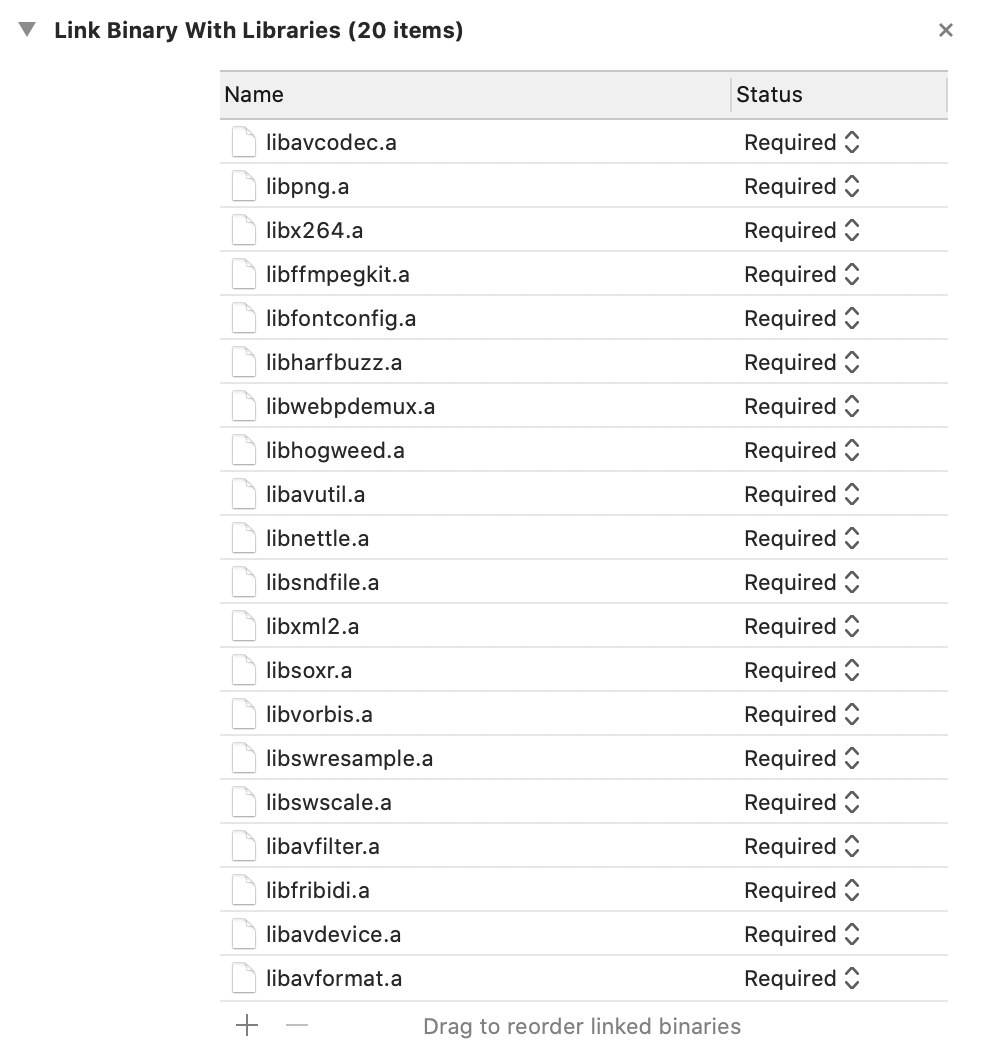 Link Binary With Libraries (20 items)
Name Status
libavcodec.a Required
libpng.a Required
libx264.a Required
libffmpegkit.a Required
libfontconfig.a Required
libharfbuzz.a Required
libwebpdemux.a Required
libhogweed.a Required
libavutil.a Required
libnettle.a Required
libsndfile.a Required
libxml2.a Required
libsoxr.a Required
libvorbis.a Required
libswresample.a Required
libswscale.a Required
libavfilter.a Required
libfribidi.a Required
libavdevice.a Required
libavformat.a Required
Drag to reorder linked binaries